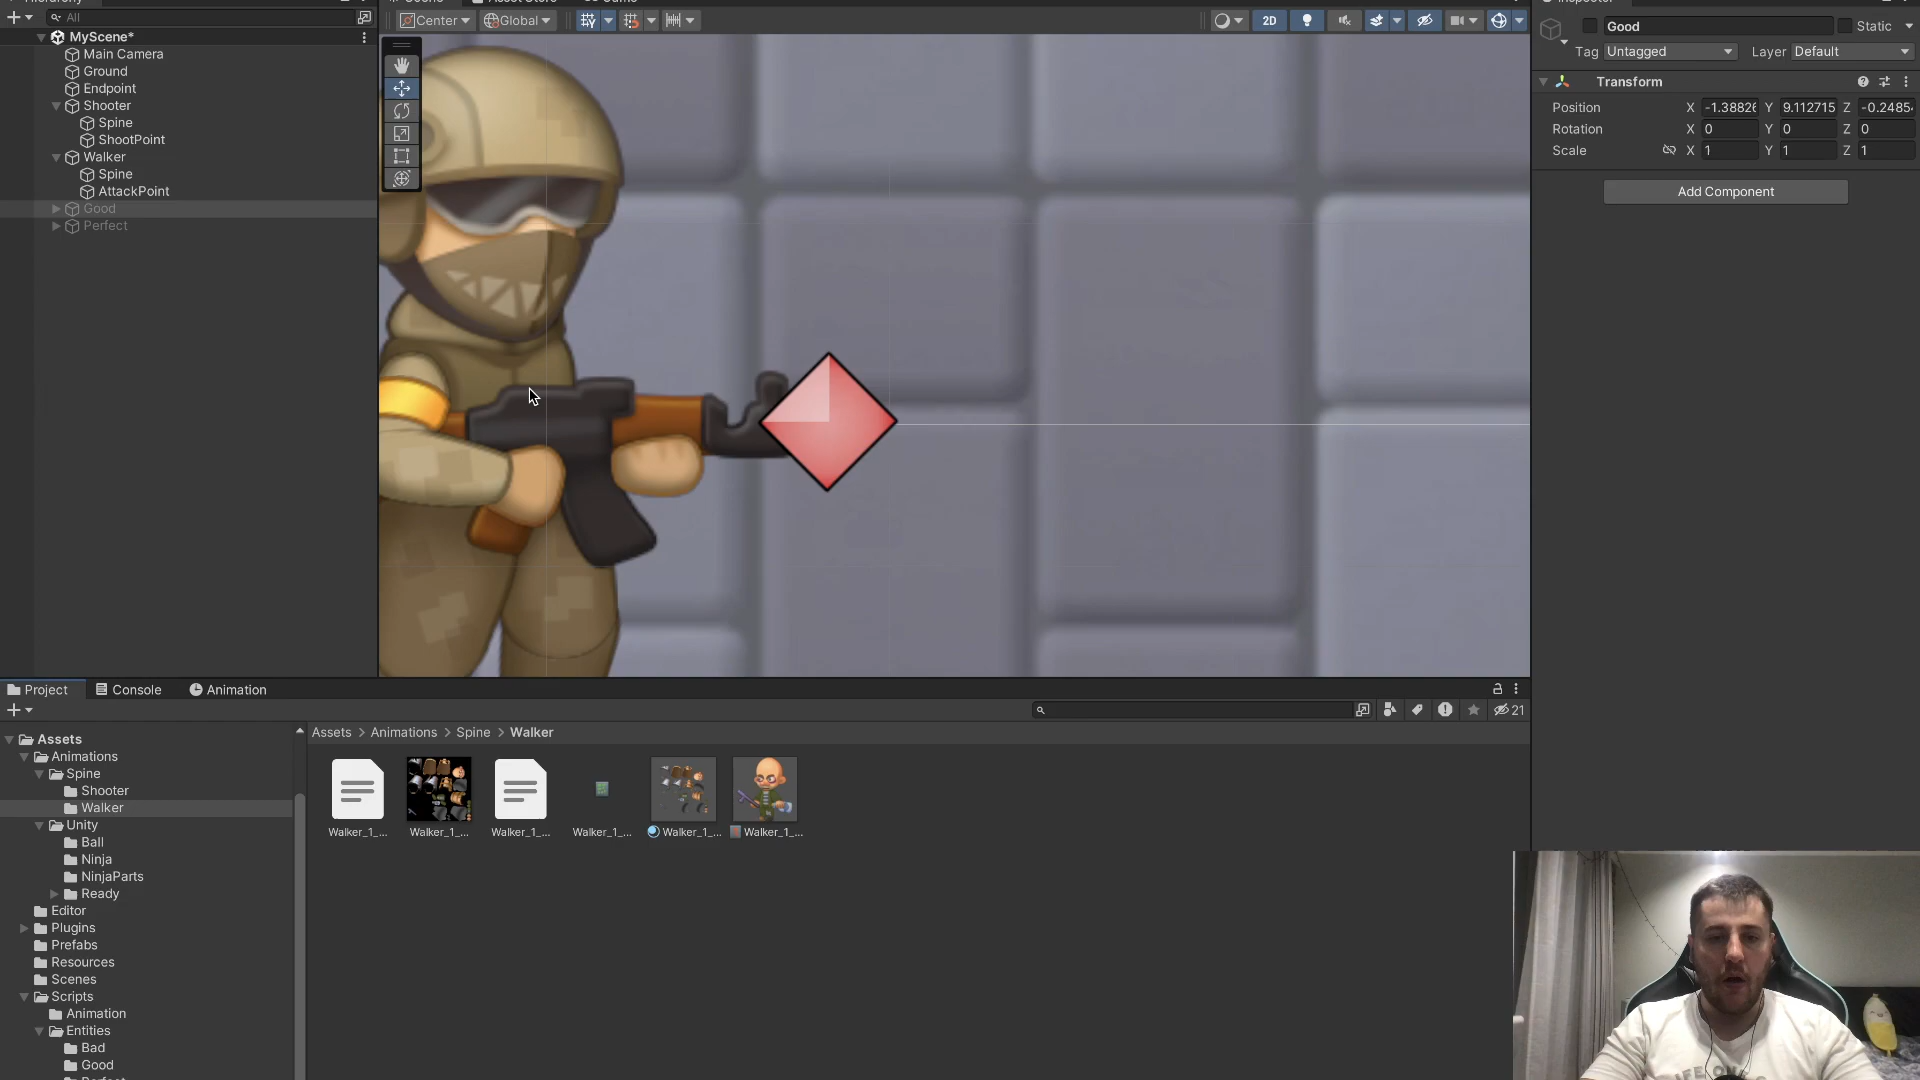 All
Center
Global
2D
Good
Static
MyScene*
Tag Untagged
Layer Default
Main Camera
Ground
Transform
Endpoint
Shooter
Position X -1.38826 Y 9.112715 Z -0.2485
Spine
Rotation X 0 Y 0 Z 0
ShootPoint
Scale X 1 Y 1 Z 1
Walker
Spine
AttackPoint
Add Component
Good
Perfect
Project
Console
Animation
21
Assets
Assets > Animations > Spine > Walker
Animations
Spine
Shooter
Walker
Unity
Walker_1_...
Walker_1_...
Walker_1_...
Walker_1_...
Walker_1_...
Walker_1_...
Ball
Ninja
NinjaParts
Ready
Editor
Plugins
Prefabs
Resources
Scenes
Scripts
Animation
Entities
Bad
Good
LIFE